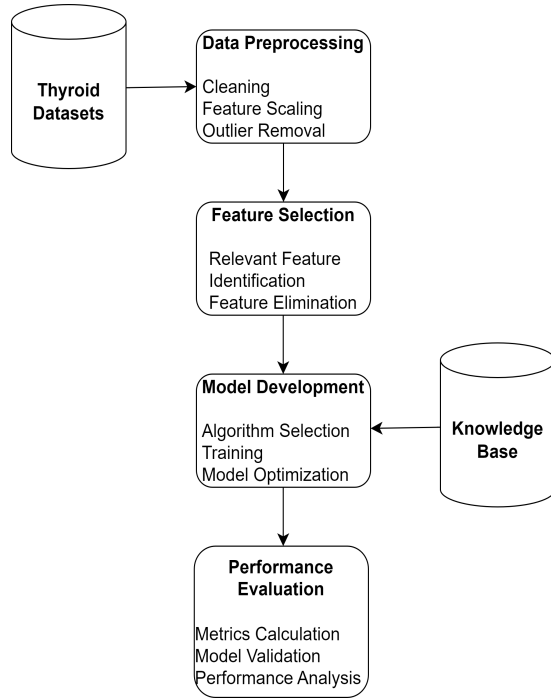 Thyroid
Datasets
Data Preprocessing
Cleaning
Feature Scaling
Outlier Removal
Feature Selection
Relevant Feature
Identification
Feature Elimination
Model Development
Algorithm Selection
Training
Model Optimization
Knowledge
Base
Performance
Evaluation
Metrics Calculation
Model Validation
Performance Analysis